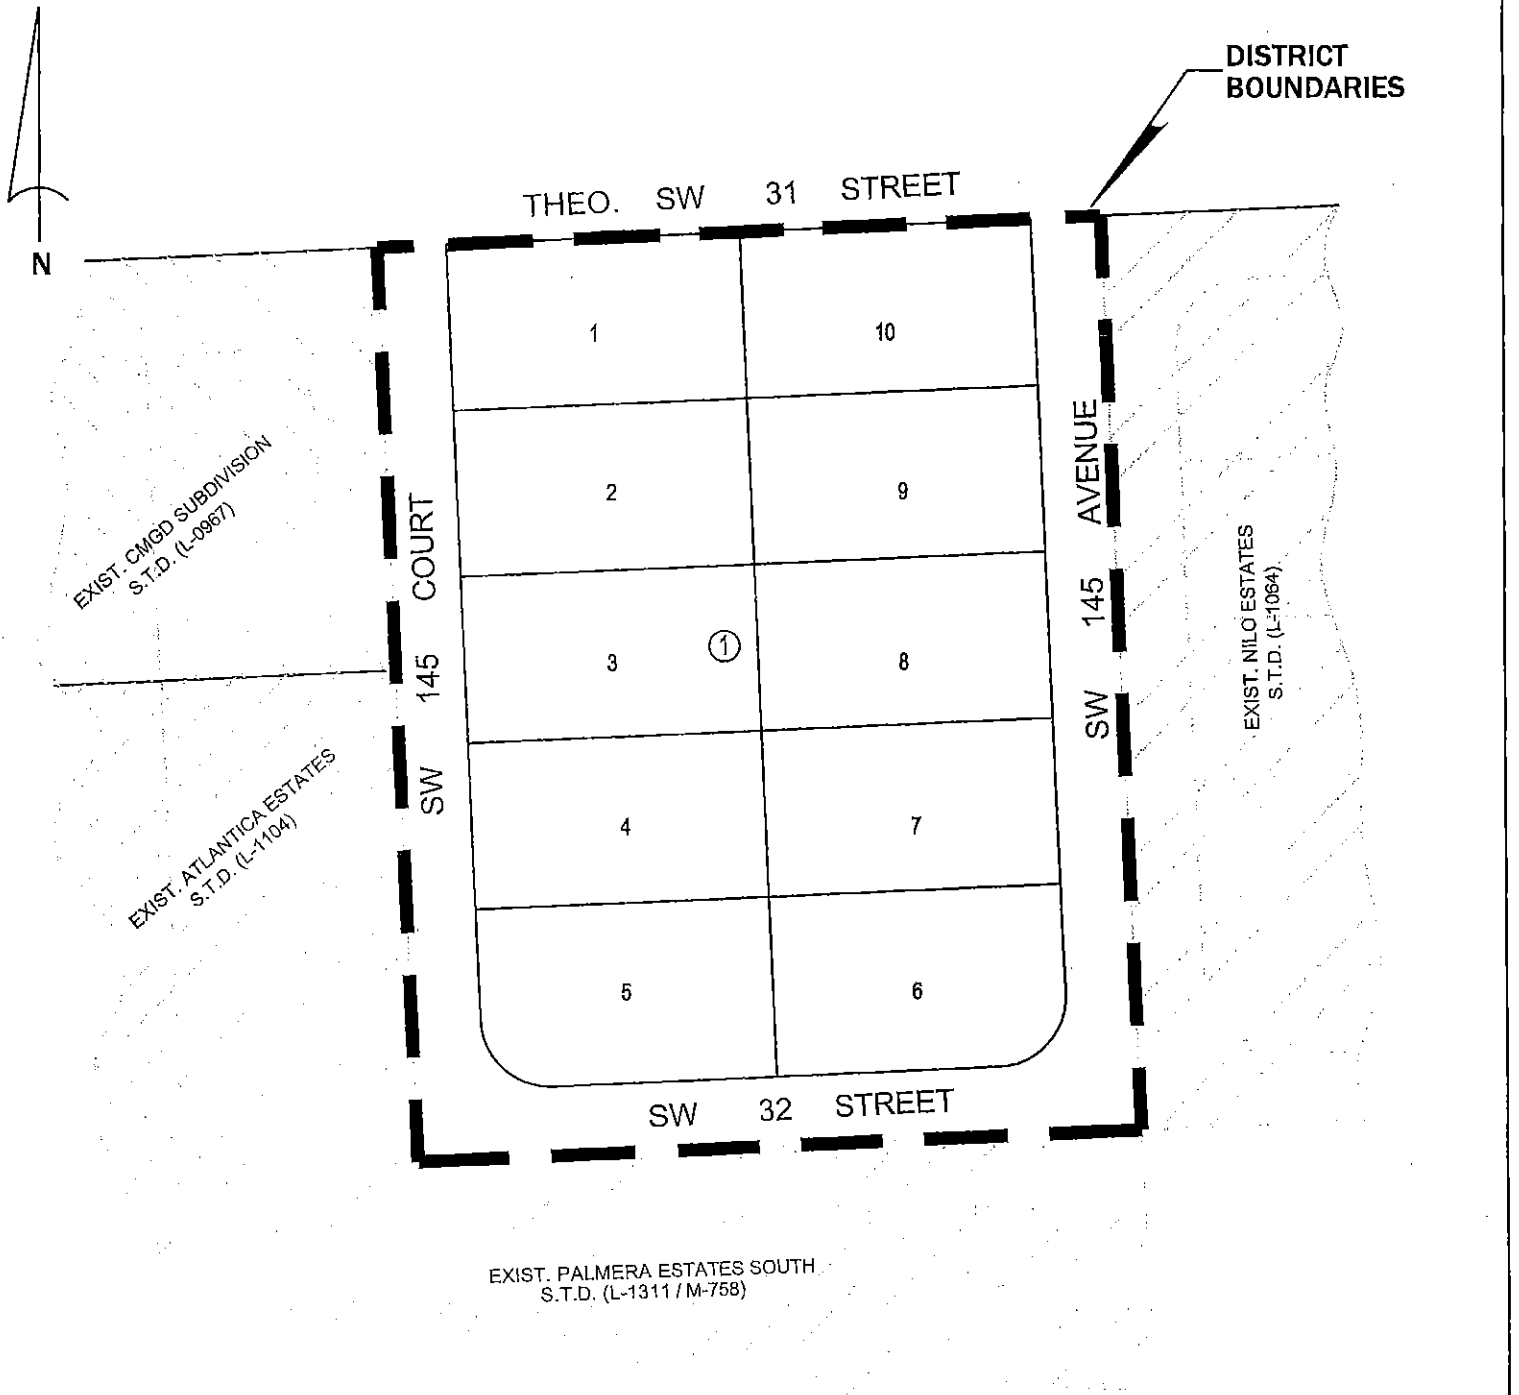 DISTRICT
BOUNDARIES
THEO. SW 31 STREET
N
1
10
2
9
3
1
8
4
7
5
6
SW 145 COURT
SW 145 AVENUE
EXIST. CMGD SUBDIVISION
S.T.D. (L-0967)
EXIST. NILO ESTATES
S.T.D. (L-1064)
EXIST. ATLANTICA ESTATES
S.T.D. (L-1104)
SW 32 STREET
EXIST. PALMERA ESTATES SOUTH
S.T.D. (L-1311 / M-758)